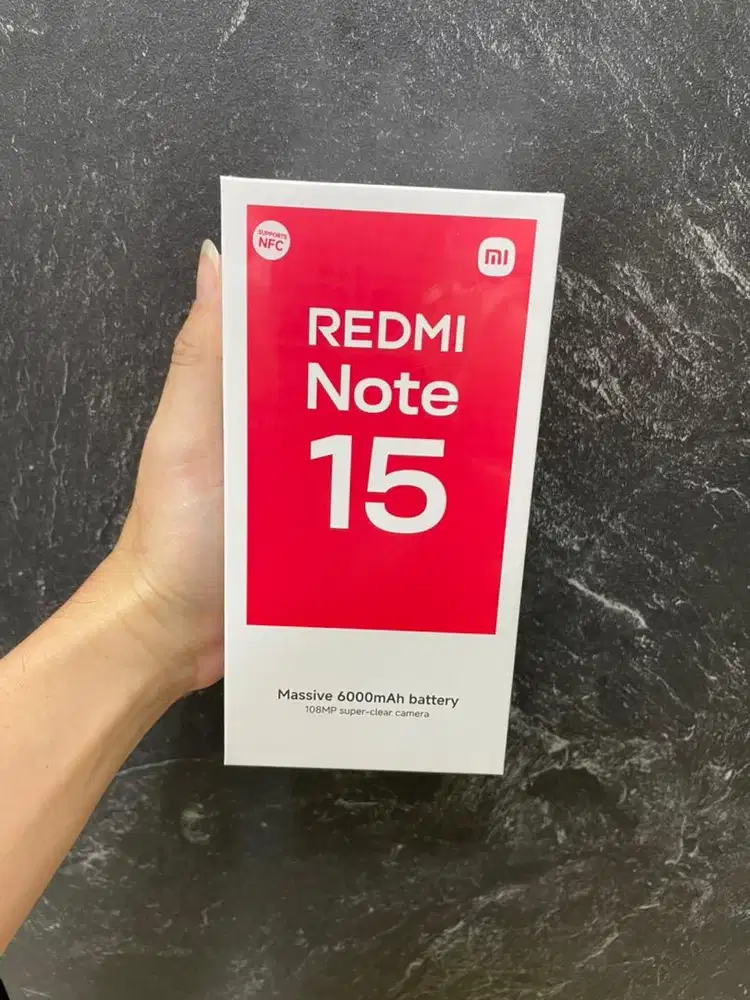 SUPPORTS
NFC
mi
REDMI
Note
15
Massive 6000mAh battery
108MP super-clear camera